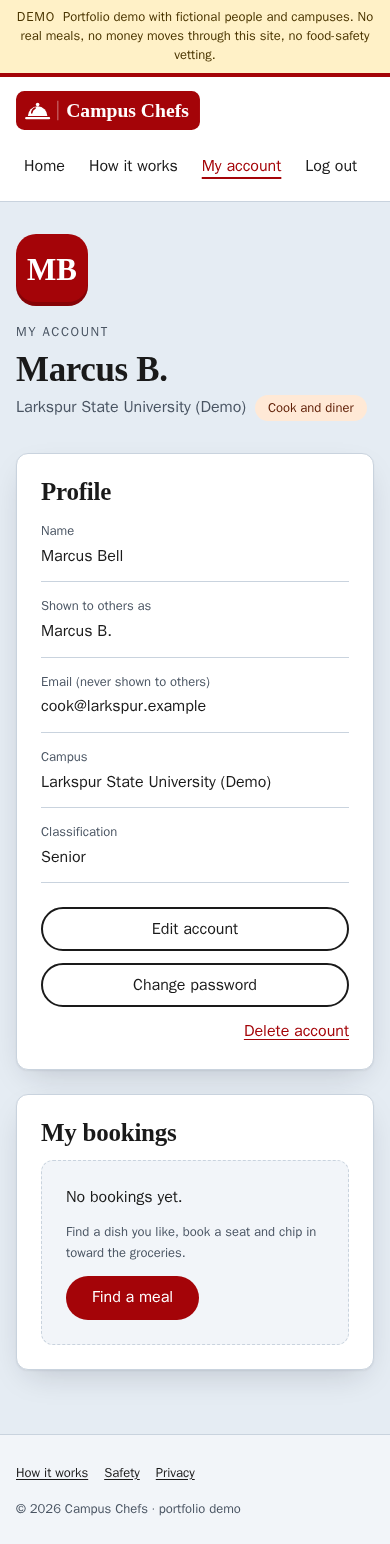 DEMO Portfolio demo with fictional people and campuses. No
real meals, no money moves through this site, no food-safety
vetting.
Campus Chefs
Home How it works My account Log out
MB
MY ACCOUNT
Marcus B.
Larkspur State University (Demo) Cook and diner
Profile
Name
Marcus Bell
Shown to others as
Marcus B.
Email (never shown to others)
cook@larkspur.example
Campus
Larkspur State University (Demo)
Classification
Senior
Edit account
Change password
Delete account
My bookings
No bookings yet.
Find a dish you like, book a seat and chip in
toward the groceries.
Find a meal
How it works Safety Privacy
© 2026 Campus Chefs · portfolio demo